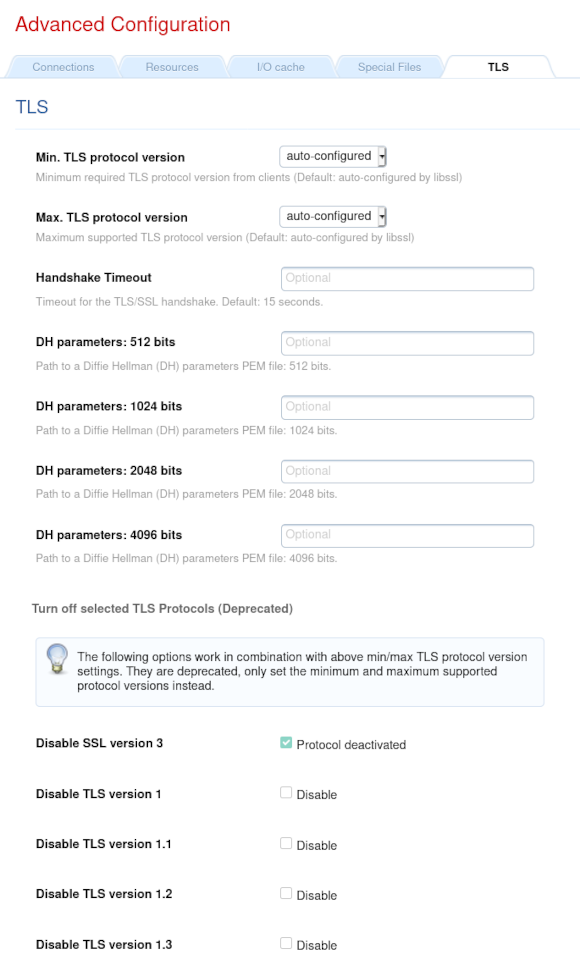 Advanced Configuration
Connections Resources I/O cache Special Files TLS
TLS
Min. TLS protocol version auto-configured
Minimum required TLS protocol version from clients (Default: auto-configured by libssl)
Max. TLS protocol version auto-configured
Maximum supported TLS protocol version (Default: auto-configured by libssl)
Handshake Timeout Optional
Timeout for the TLS/SSL handshake. Default: 15 seconds.
DH parameters: 512 bits Optional
Path to a Diffie Hellman (DH) parameters PEM file: 512 bits.
DH parameters: 1024 bits Optional
Path to a Diffie Hellman (DH) parameters PEM file: 1024 bits.
DH parameters: 2048 bits Optional
Path to a Diffie Hellman (DH) parameters PEM file: 2048 bits.
DH parameters: 4096 bits Optional
Path to a Diffie Hellman (DH) parameters PEM file: 4096 bits.
Turn off selected TLS Protocols (Deprecated)
The following options work in combination with above min/max TLS protocol version
settings. They are deprecated, only set the minimum and maximum supported
protocol versions instead.
Disable SSL version 3 Protocol deactivated
Disable TLS version 1 Disable
Disable TLS version 1.1 Disable
Disable TLS version 1.2 Disable
Disable TLS version 1.3 Disable